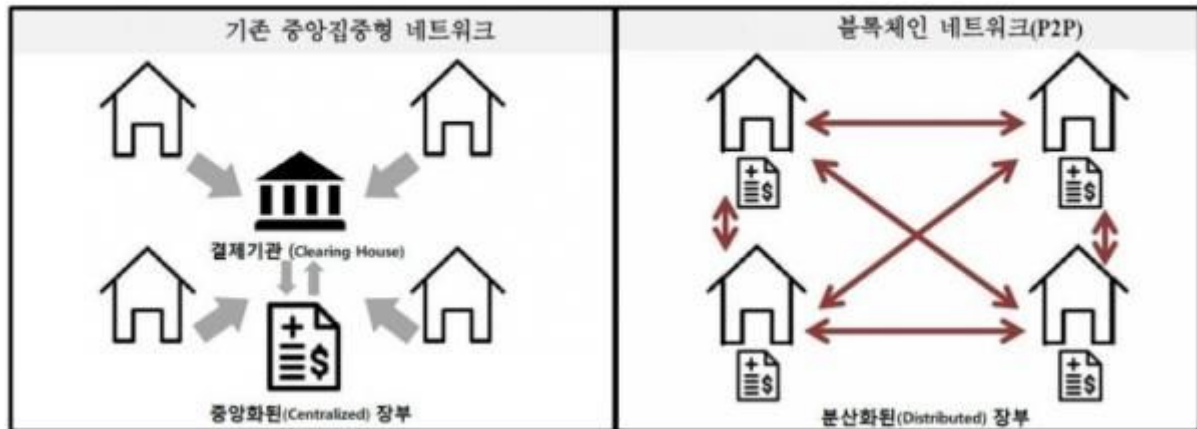 기존 중앙집중형 네트워크
결제기관 (Clearing House)
$
중앙화된(Centralized) 장부
블록체인 네트워크(P2P)
$
$
$
$
분산화된(Distributed) 장부